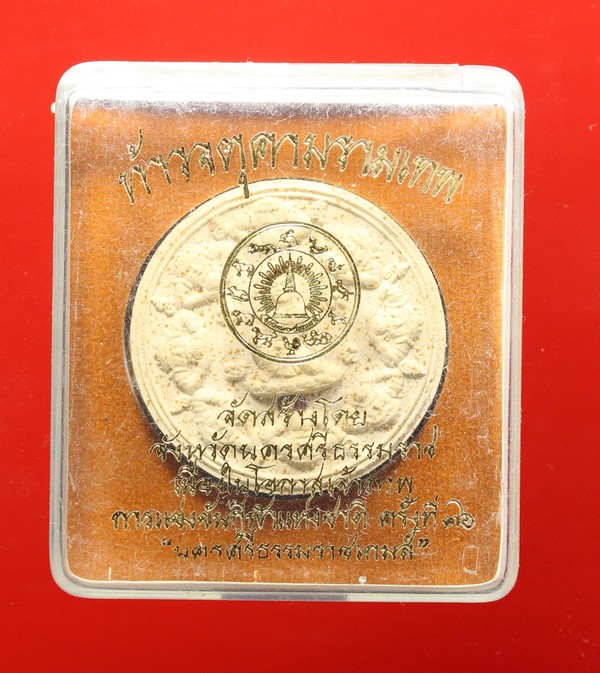 ท้าวจตุคามรามเทพ
จัดสร้างโดย
จังหวัดนครศรีธรรมราช
เนื่องในโอกาสเจ้าภาพ
การแข่งขันกีฬาแห่งชาติ ครั้งที่ ๓๖
"นครศรีธรรมราชเกมส์"